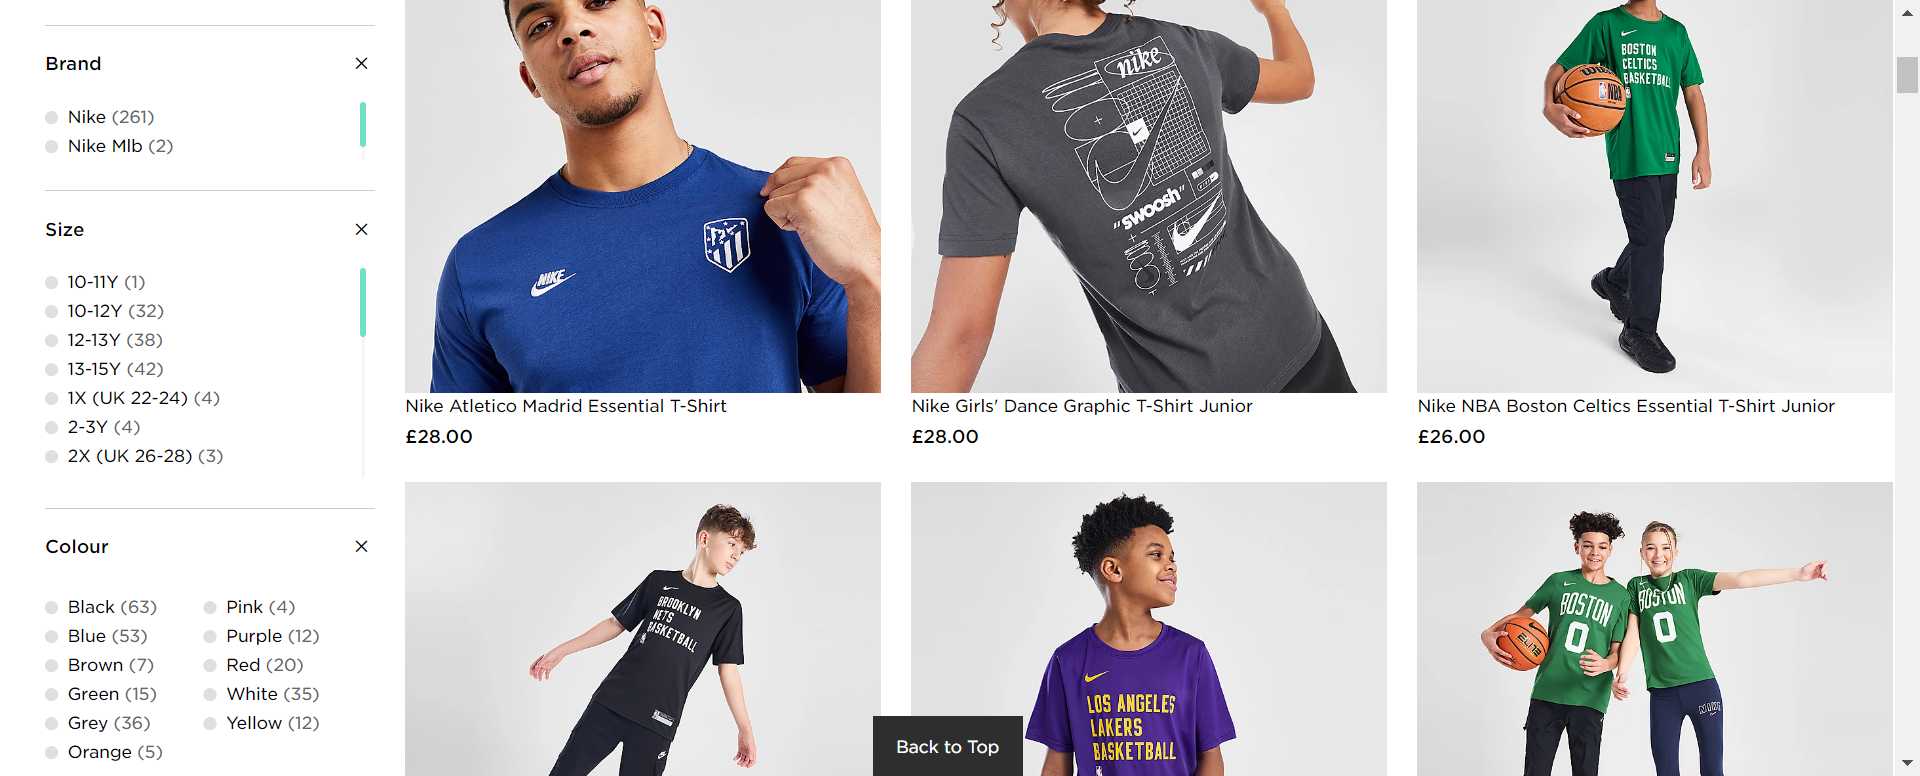 Brand
Nike (261)
Nike Mlb (2)
Size
10-11Y (1)
10-12Y (32)
12-13Y (38)
13-15Y (42)
1X (UK 22-24) (4)
2-3Y (4)
2X (UK 26-28) (3)
Colour
Black (63)
Blue (53)
Brown (7)
Green (15)
Grey (36)
Orange (5)
Pink (4)
Purple (12)
Red (20)
White (35)
Yellow (12)
NIKE
Nike Atletico Madrid Essential T-Shirt
£28.00
nike
"SWOOSH"
Nike Girls' Dance Graphic T-Shirt Junior
£28.00
BOSTON
CELTICS
BASKETBALL
NBA
Nike NBA Boston Celtics Essential T-Shirt Junior
£26.00
BROOKLYN
NETS
BASKETBALL
LOS ANGELES
LAKERS
BASKETBALL
BOSTON
0
BOSTON
0
Back to Top